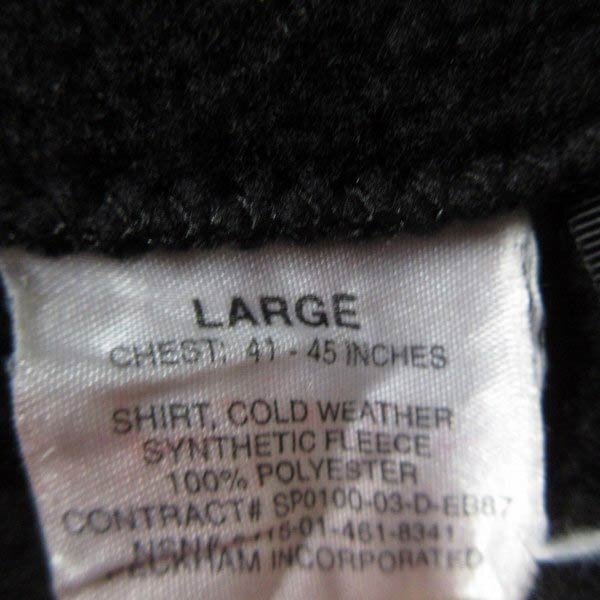 LARGE
CHEST: 41 - 45 INCHES
SHIRT, COLD WEATHER
SYNTHETIC FLEECE
100% POLYESTER
CONTRACT# SP0100-03-D-EB87
-01-461-8341
PECKHAM INCORPORATED